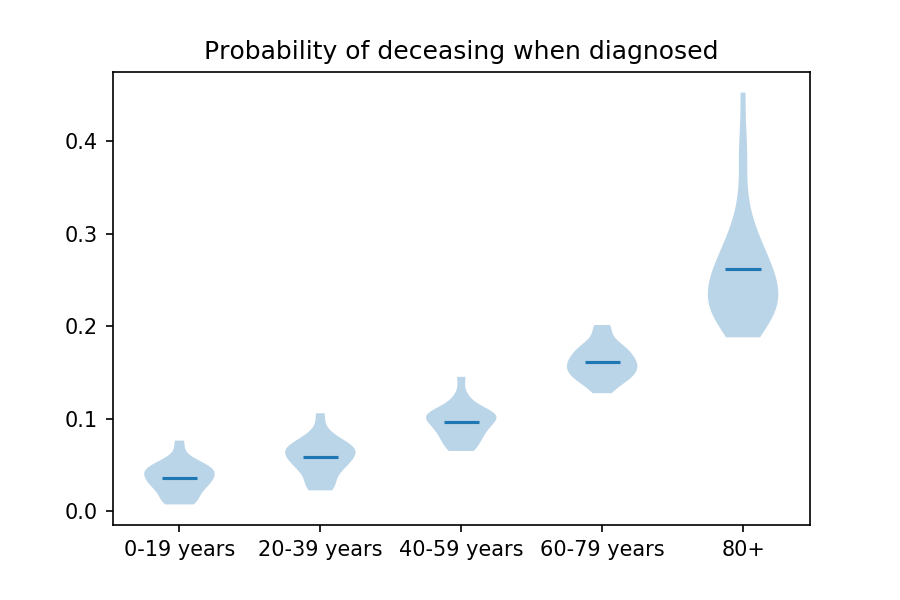 Probability of deceasing when diagnosed
0.4
0.3
0.2
0.1
0.0
0-19 years 20-39 years 40-59 years 60-79 years 80+